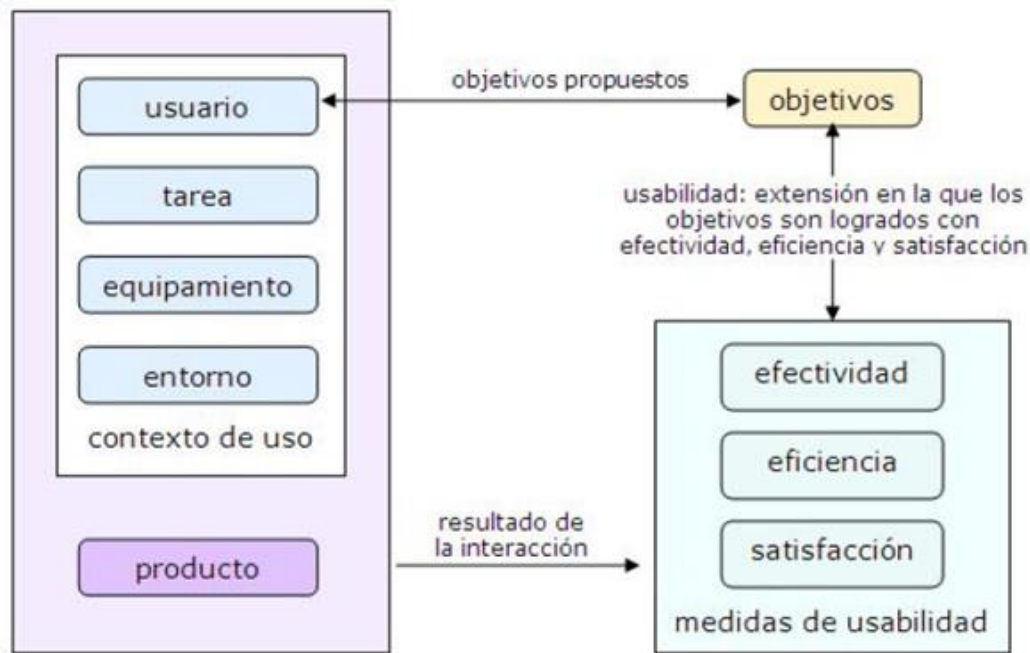 usuario
tarea
equipamiento
entorno
contexto de uso
producto
objetivos propuestos
objetivos
usabilidad: extensión en la que los
objetivos son logrados con
efectividad, eficiencia y satisfacción
resultado de
la interacción
efectividad
eficiencia
satisfacción
medidas de usabilidad